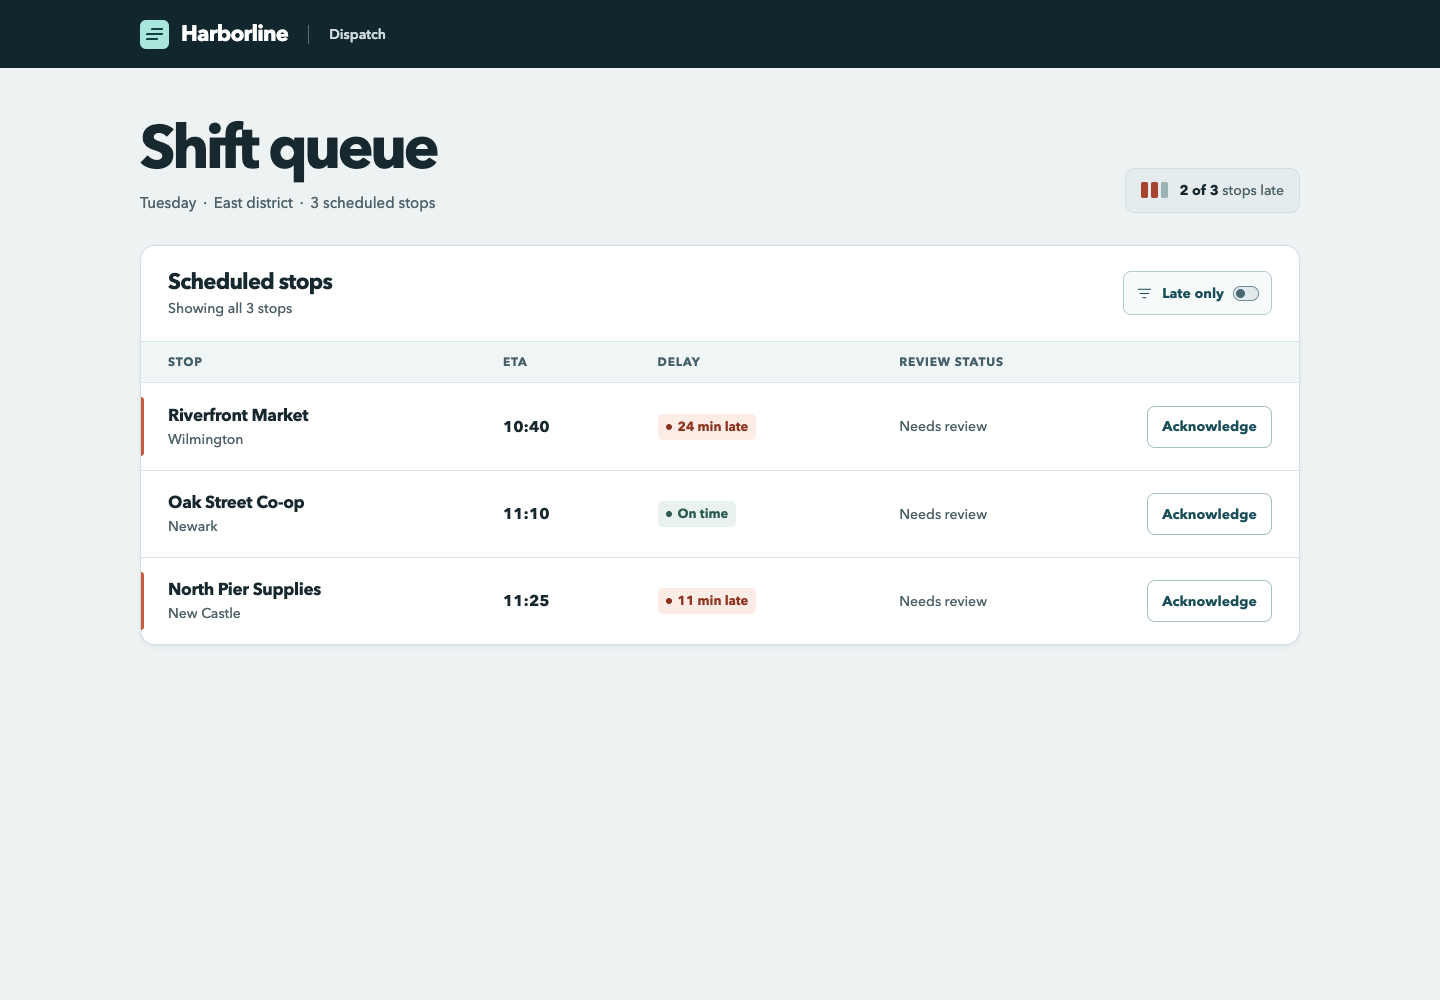 Harborline
Dispatch
Shift queue
Tuesday · East district · 3 scheduled stops
2 of 3 stops late
Scheduled stops
Showing all 3 stops
Late only
STOP ETA DELAY REVIEW STATUS
Riverfront Market
Wilmington
10:40
24 min late
Needs review
Acknowledge
Oak Street Co-op
Newark
11:10
On time
Needs review
Acknowledge
North Pier Supplies
New Castle
11:25
11 min late
Needs review
Acknowledge